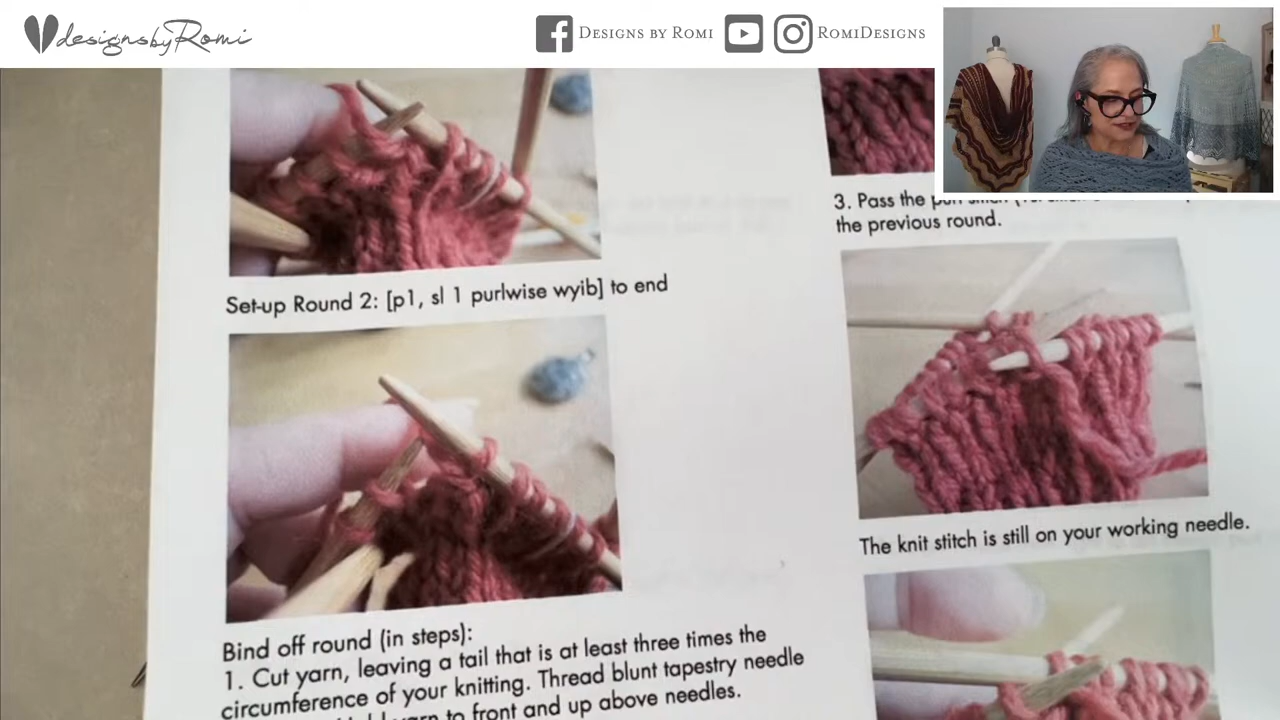 designsbyRomi
Designs by Romi
RomiDesigns
Set-up Round 2: [p1, sl 1 purlwise wyib] to end
Bind off round (in steps):
1. Cut yarn, leaving a tail that is at least three times the
circumference of your knitting. Thread blunt tapestry needle
yarn to front and up above needles.
3. Pass the
the previous round.
The knit stitch is still on your working needle.